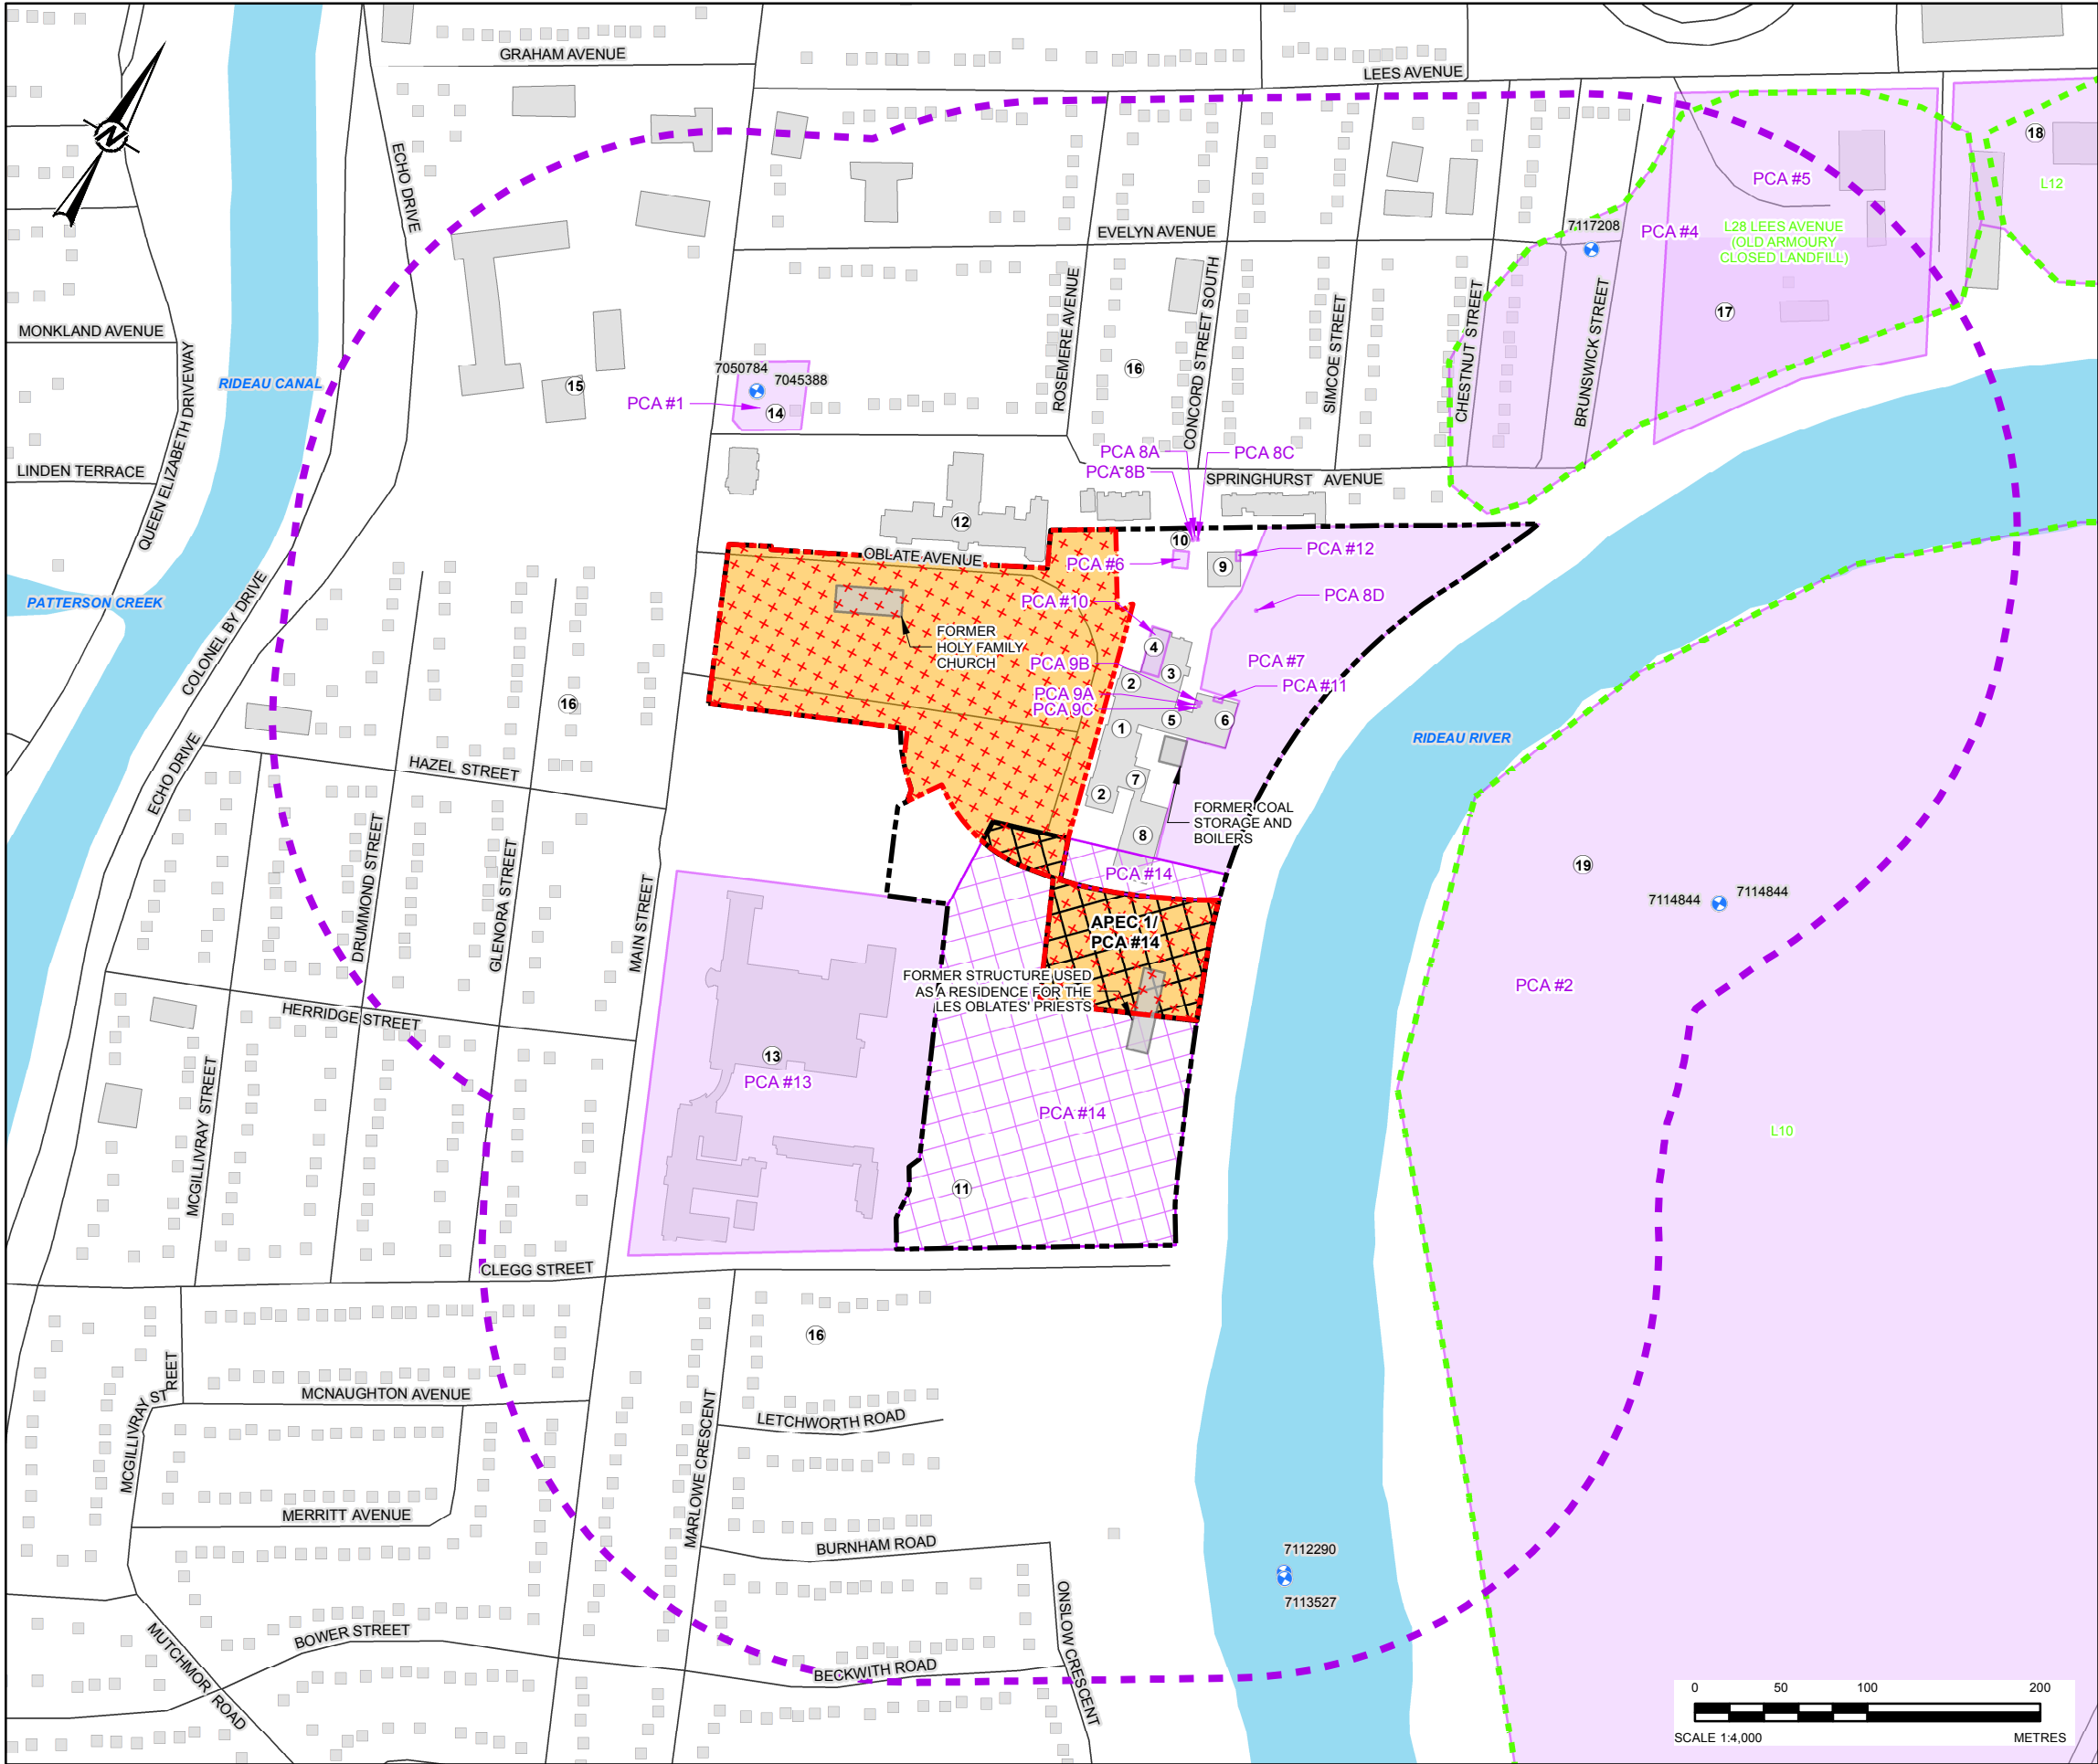 GRAHAM AVENUE
LEES AVENUE
N
ECHO DRIVE
18
PCA #5
L12
7117208
PCA #4
L28 LEES AVENUE
(OLD ARMOURY
CLOSED LANDFILL)
EVELYN AVENUE
ROSEMERE AVENUE
CONCORD STREET SOUTH
SIMCOE STREET
CHESTNUT STREET
BRUNSWICK STREET
17
MONKLAND AVENUE
QUEEN ELIZABETH DRIVEWAY
RIDEAU CANAL
15
7050784
7045388
PCA #1
14
16
LINDEN TERRACE
PCA 8A
PCA 8B
PCA 8C
SPRINGHURST AVENUE
12
OBLATE AVENUE
10
PCA #6
9
PCA #12
PCA #10
PCA 8D
PATTERSON CREEK
COLONEL BY DRIVE
FORMER
HOLY FAMILY
CHURCH
4
3
PCA 9B
2
PCA #7
PCA #11
PCA 9A
PCA 9C
16
1
5
6
RIDEAU RIVER
ECHO DRIVE
HAZEL STREET
7
2
FORMER COAL
STORAGE AND
BOILERS
8
DRUMMOND STREET
GLENORA STREET
MAIN STREET
PCA #14
19
7114844
7114844
APEC 1/
PCA #14
FORMER STRUCTURE USED
AS A RESIDENCE FOR THE
LES OBLATES' PRIESTS
PCA #2
HERRIDGE STREET
13
PCA #13
PCA #14
L10
MCGILLIVRAY STREET
11
CLEGG STREET
16
MCGILLIVRAY STREET
MCNAUGHTON AVENUE
MARLOWE CRESCENT
LETCHWORTH ROAD
MERRITT AVENUE
BURNHAM ROAD
7112290
7113527
ONSLOW CRESCENT
MUTCHMOR ROAD
BOWER STREET
BECKWITH ROAD
0 50 100 200
SCALE 1:4,000 METRES